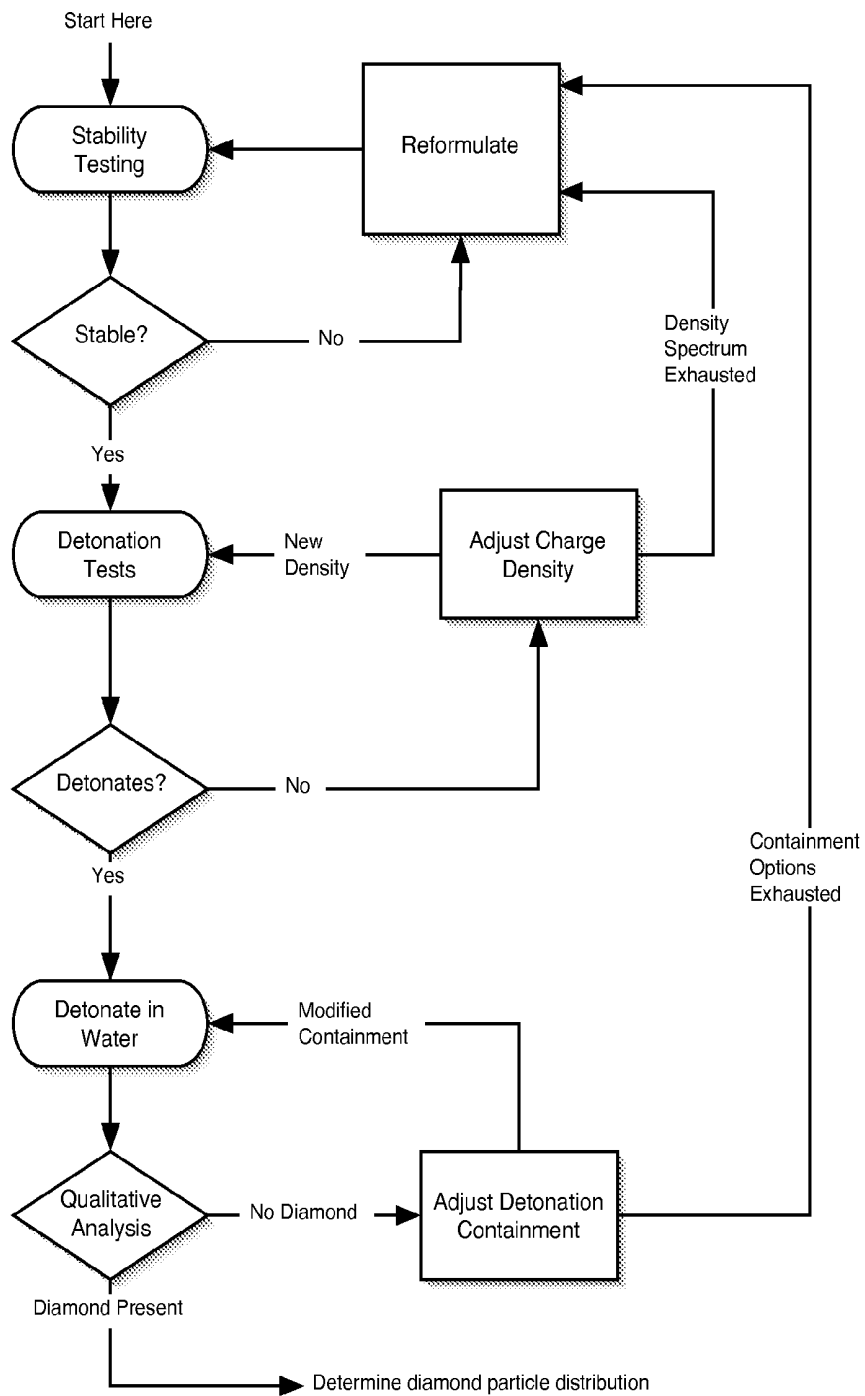 Start Here
Stability
Testing
Reformulate
Stable?
No
Density
Spectrum
Exhausted
Yes
Detonation
Tests
New
Density
Adjust Charge
Density
Detonates?
No
Yes
Containment
Options
Exhausted
Detonate in
Water
Modified
Containment
Qualitative
Analysis
No Diamond
Adjust Detonation
Containment
Diamond Present
Determine diamond particle distribution